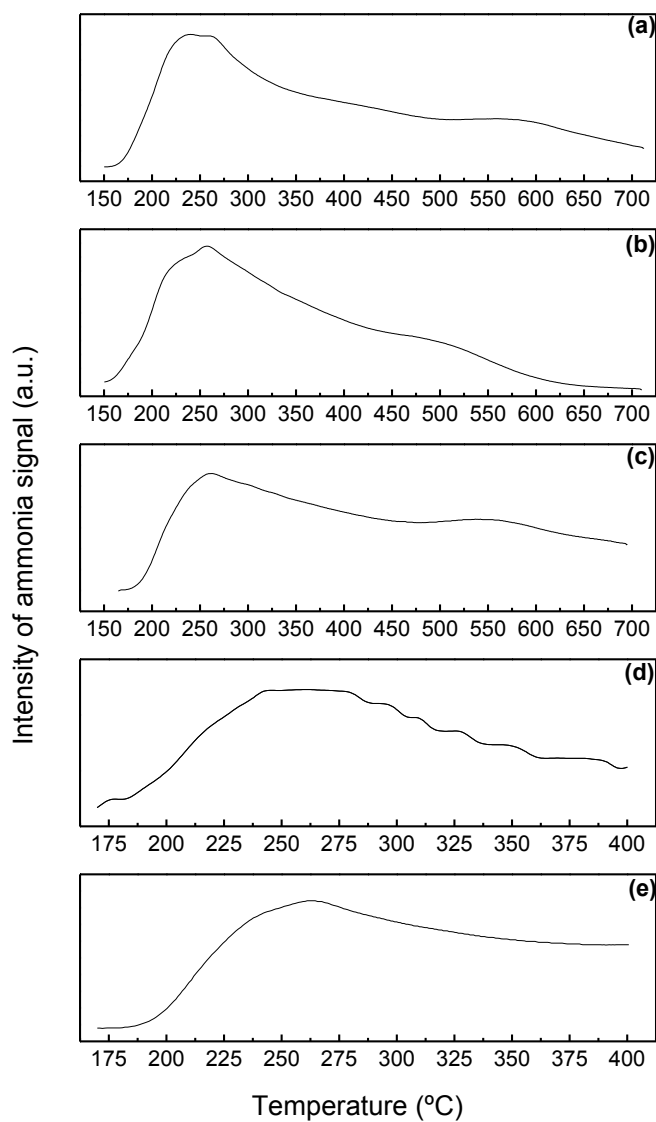 (a)
150 200 250 300 350 400 450 500 550 600 650 700
(b)
150 200 250 300 350 400 450 500 550 600 650 700
(c)
150 200 250 300 350 400 450 500 550 600 650 700
(d)
175 200 225 250 275 300 325 350 375 400
(e)
175 200 225 250 275 300 325 350 375 400
Intensity of ammonia signal (a.u.)
Temperature (ºC)